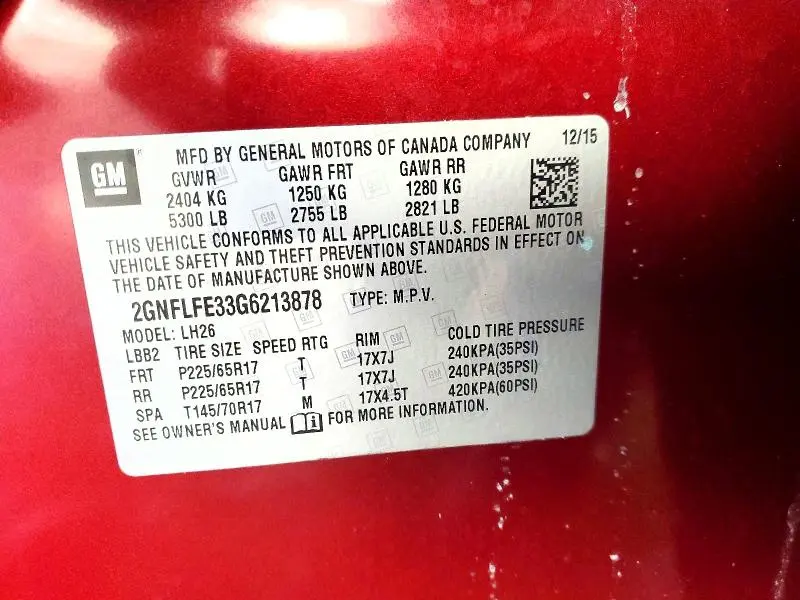 GM
MFD BY GENERAL MOTORS OF CANADA COMPANY 12/15
GVWR GAWR FRT GAWR RR
2404 KG 1250 KG 1280 KG
5300 LB 2755 LB 2821 LB
THIS VEHICLE CONFORMS TO ALL APPLICABLE U.S. FEDERAL MOTOR
VEHICLE SAFETY AND THEFT PREVENTION STANDARDS IN EFFECT ON
THE DATE OF MANUFACTURE SHOWN ABOVE.
2GNFLFE33G6213878 TYPE: M.P.V.
MODEL: LH26
LBB2 TIRE SIZE SPEED RTG RIM COLD TIRE PRESSURE
FRT P225/65R17 T 17X7J 240KPA(35PSI)
RR P225/65R17 T 17X7J 240KPA(35PSI)
SPA T145/70R17 M 17X4.5T 420KPA(60PSI)
SEE OWNER'S MANUAL i FOR MORE INFORMATION.